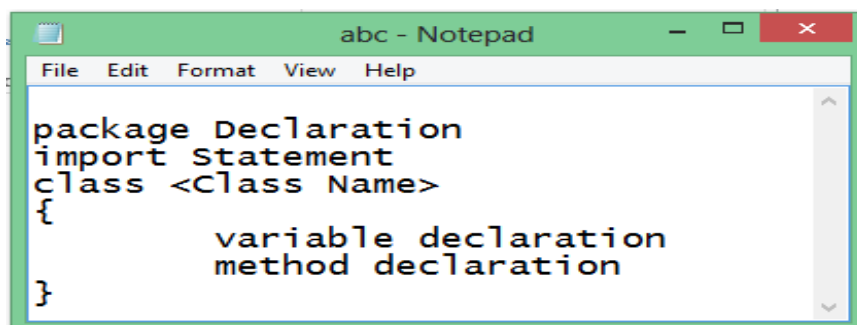 abc - Notepad
File Edit Format View Help
package Declaration
import Statement
class <Class Name>
{
variable declaration
method declaration
}